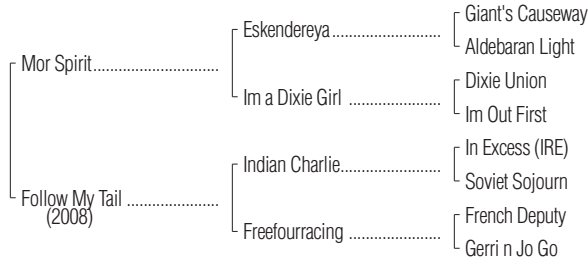 Giant's Causeway
Eskendereya
Aldebaran Light
Mor Spirit
Dixie Union
Im a Dixie Girl
Im Out First
In Excess (IRE)
Indian Charlie
Soviet Sojourn
Follow My Tail
(2008)
French Deputy
Freefourracing
Gerri n Jo Go